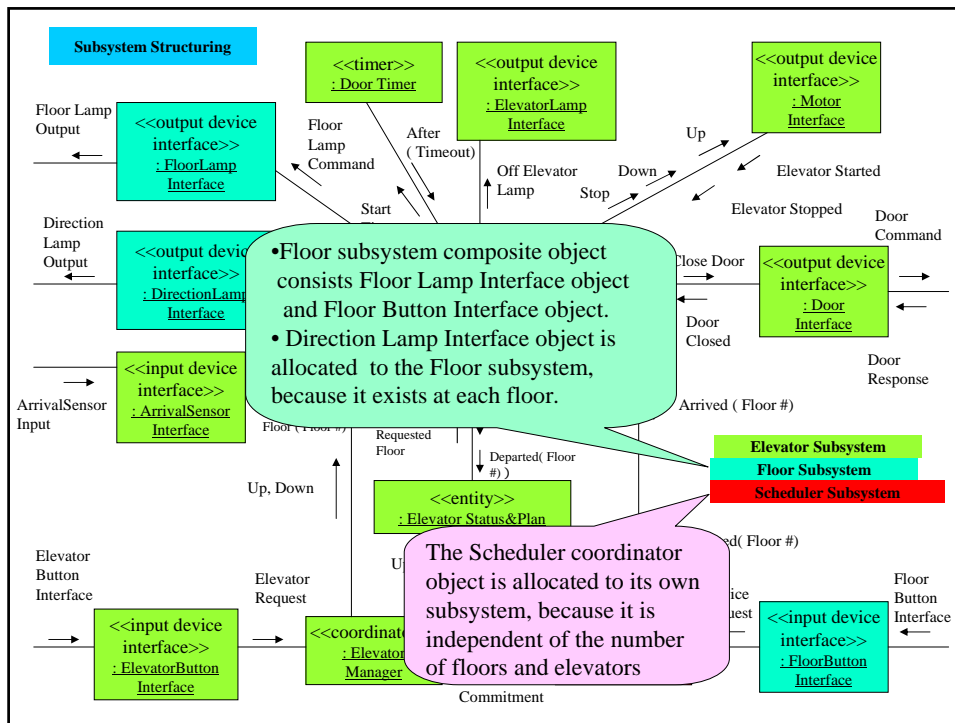 Subsystem Structuring
<<timer>>
: Door Timer
<<output device
interface>>
: ElevatorLamp
Interface
<<output device
interface>>
: Motor
Interface
Floor Lamp
Output
<<output device
interface>>
: FloorLamp
Interface
Floor
Lamp
Command
After
( Timeout)
Off Elevator
Lamp
Up
Down
Stop
Elevator Started
Elevator Stopped
Start
Direction
Lamp
Output
<<output device
interface>>
: DirectionLamp
Interface
•Floor subsystem composite object
consists Floor Lamp Interface object
and Floor Button Interface object.
• Direction Lamp Interface object is
allocated to the Floor subsystem,
because it exists at each floor.
Close Door
Door
Closed
<<output device
interface>>
: Door
Interface
Door
Command
Door
Response
ArrivalSensor
Input
<<input device
interface>>
: ArrivalSensor
Interface
Floor ( Floor #)
Requested
Floor
Arrived ( Floor #)
Departed( Floor
#) )
Up, Down
Elevator Subsystem
Floor Subsystem
Scheduler Subsystem
<<entity>>
: Elevator Status&Plan
The Scheduler coordinator
object is allocated to its own
subsystem, because it is
independent of the number
of floors and elevators
( Floor #)
Elevator
Button
Interface
<<input device
interface>>
: ElevatorButton
Interface
Elevator
Request
<<coordinator
: Elevator
Manager
Commitment
<<input device
interface>>
: FloorButton
Interface
Floor
Button
Interface